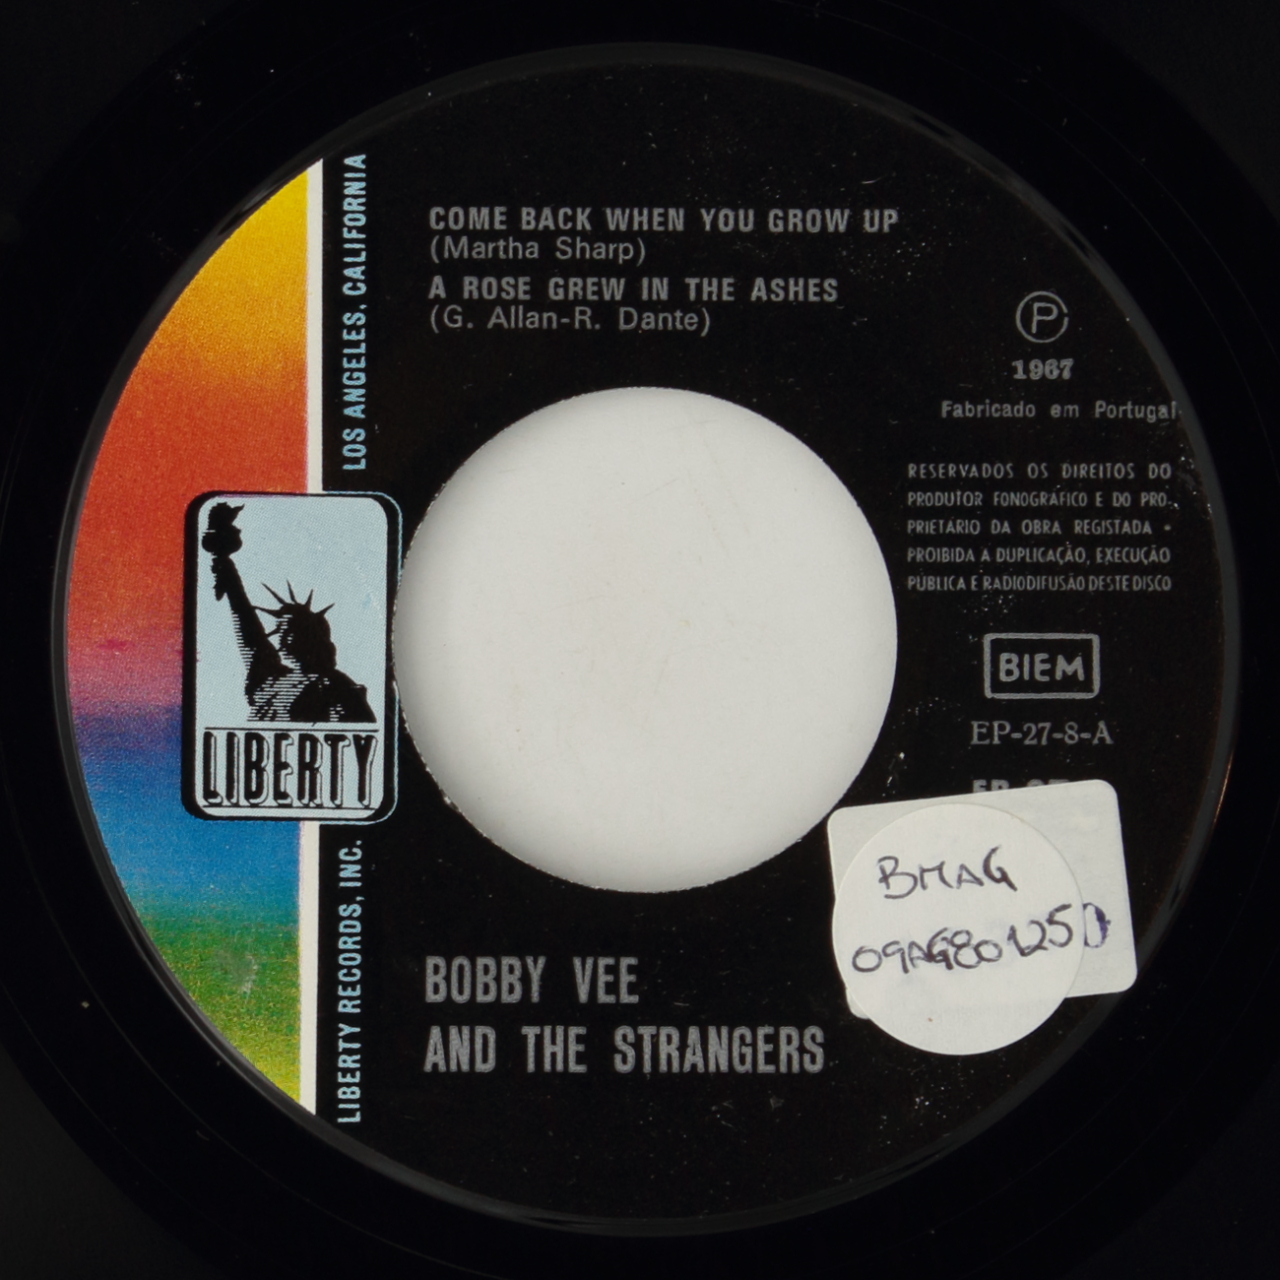 COME BACK WHEN YOU GROW UP
(Martha Sharp)
A ROSE GREW IN THE ASHES
(G. Allan-R. Dante)
P
1967
Fabricado em Portugal
RESERVADOS OS DIREITOS DO
PRODUTOR FONOGRÁFICO E DO PRO-
PRIETÁRIO DA OBRA REGISTADA -
PROIBIDA A DUPLICAÇÃO, EXECUÇÃO
PÚBLICA E RADIODIFUSÃO DESTE DISCO
BIEM
EP-27-8-A
BMAG
09AG801250
BOBBY VEE
AND THE STRANGERS
LIBERTY
LIBERTY RECORDS, INC.
LOS ANGELES, CALIFORNIA